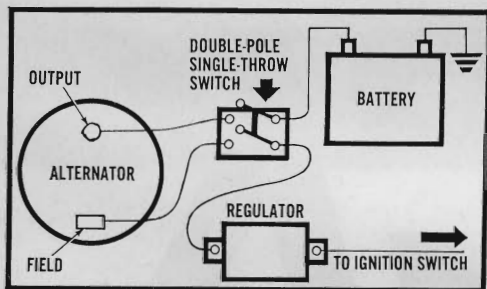 DOUBLE-POLE
SINGLE-THROW
SWITCH
OUTPUT
BATTERY
ALTERNATOR
REGULATOR
FIELD
TO IGNITION SWITCH